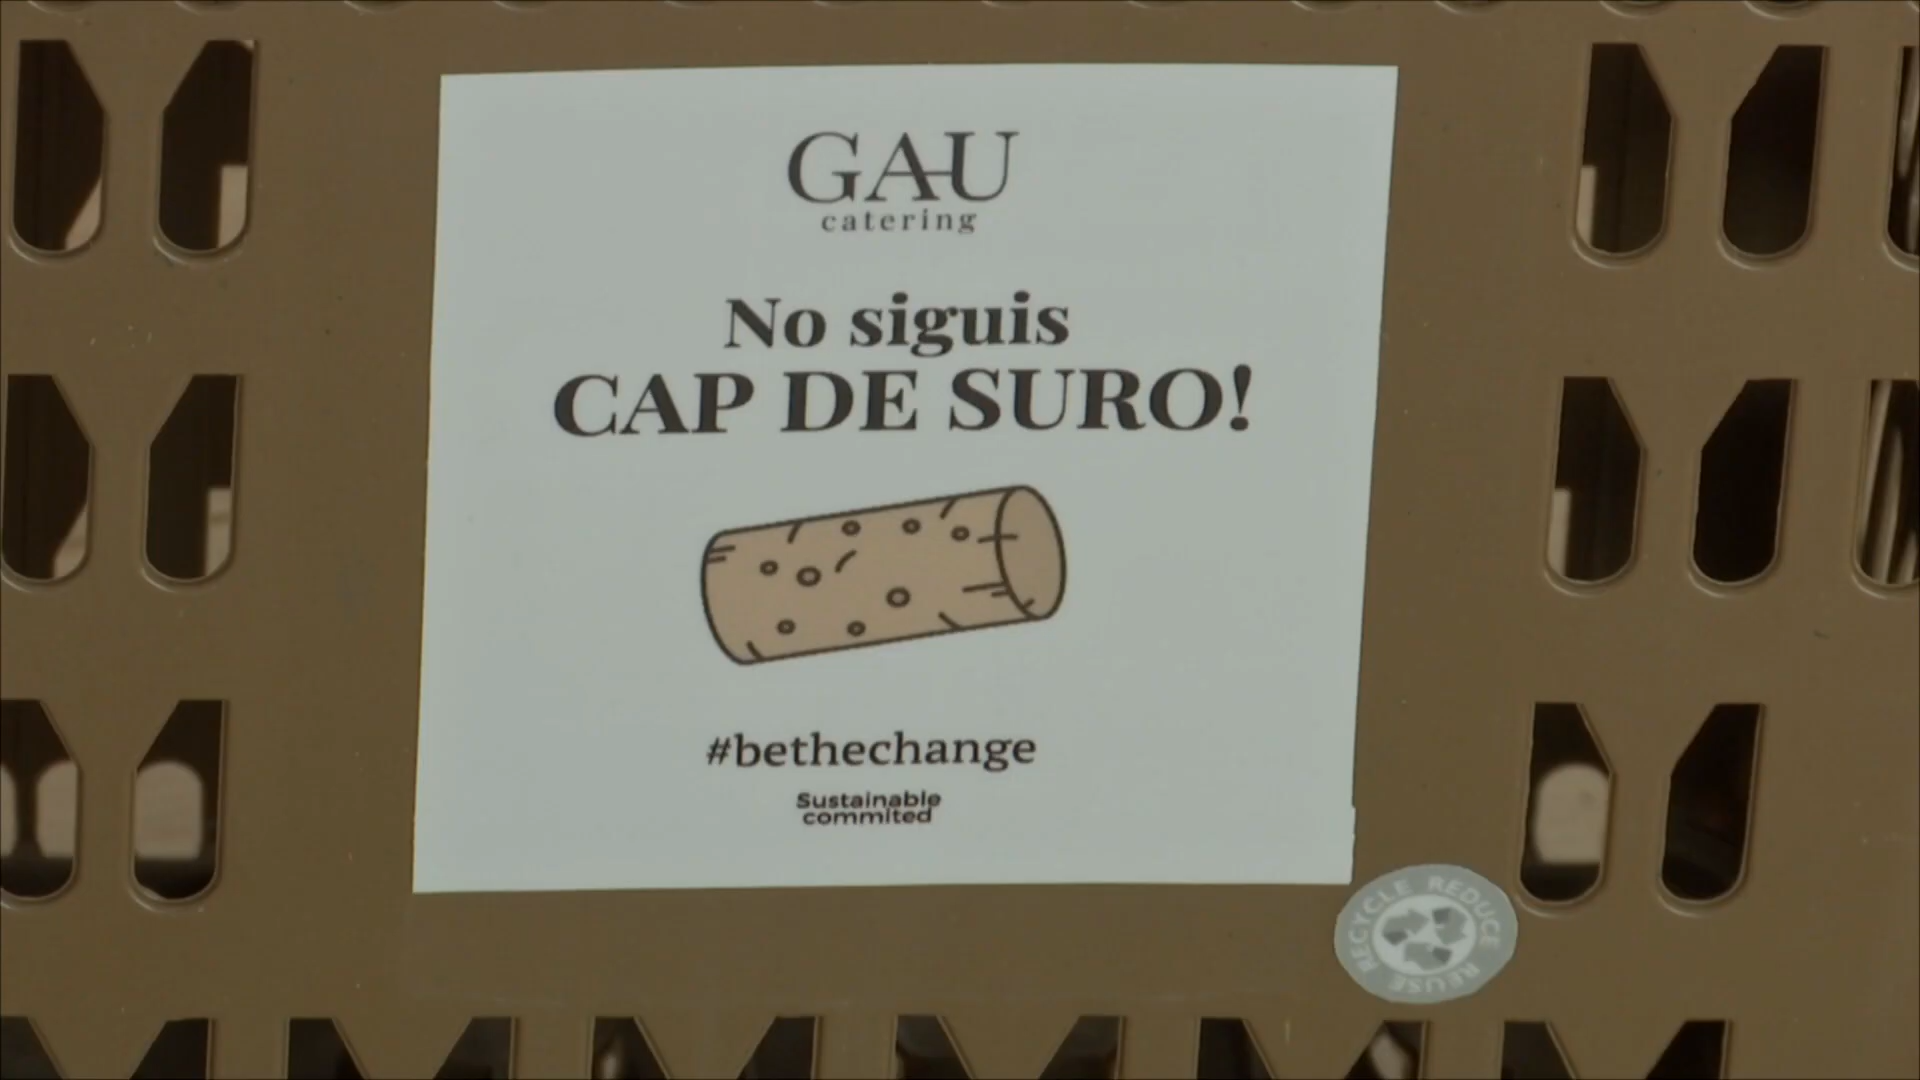 GAU
catering
No siguis
CAP DE SURO!
#bethechange
Sustainable
commited
RECYCLE REDUCE REUSE